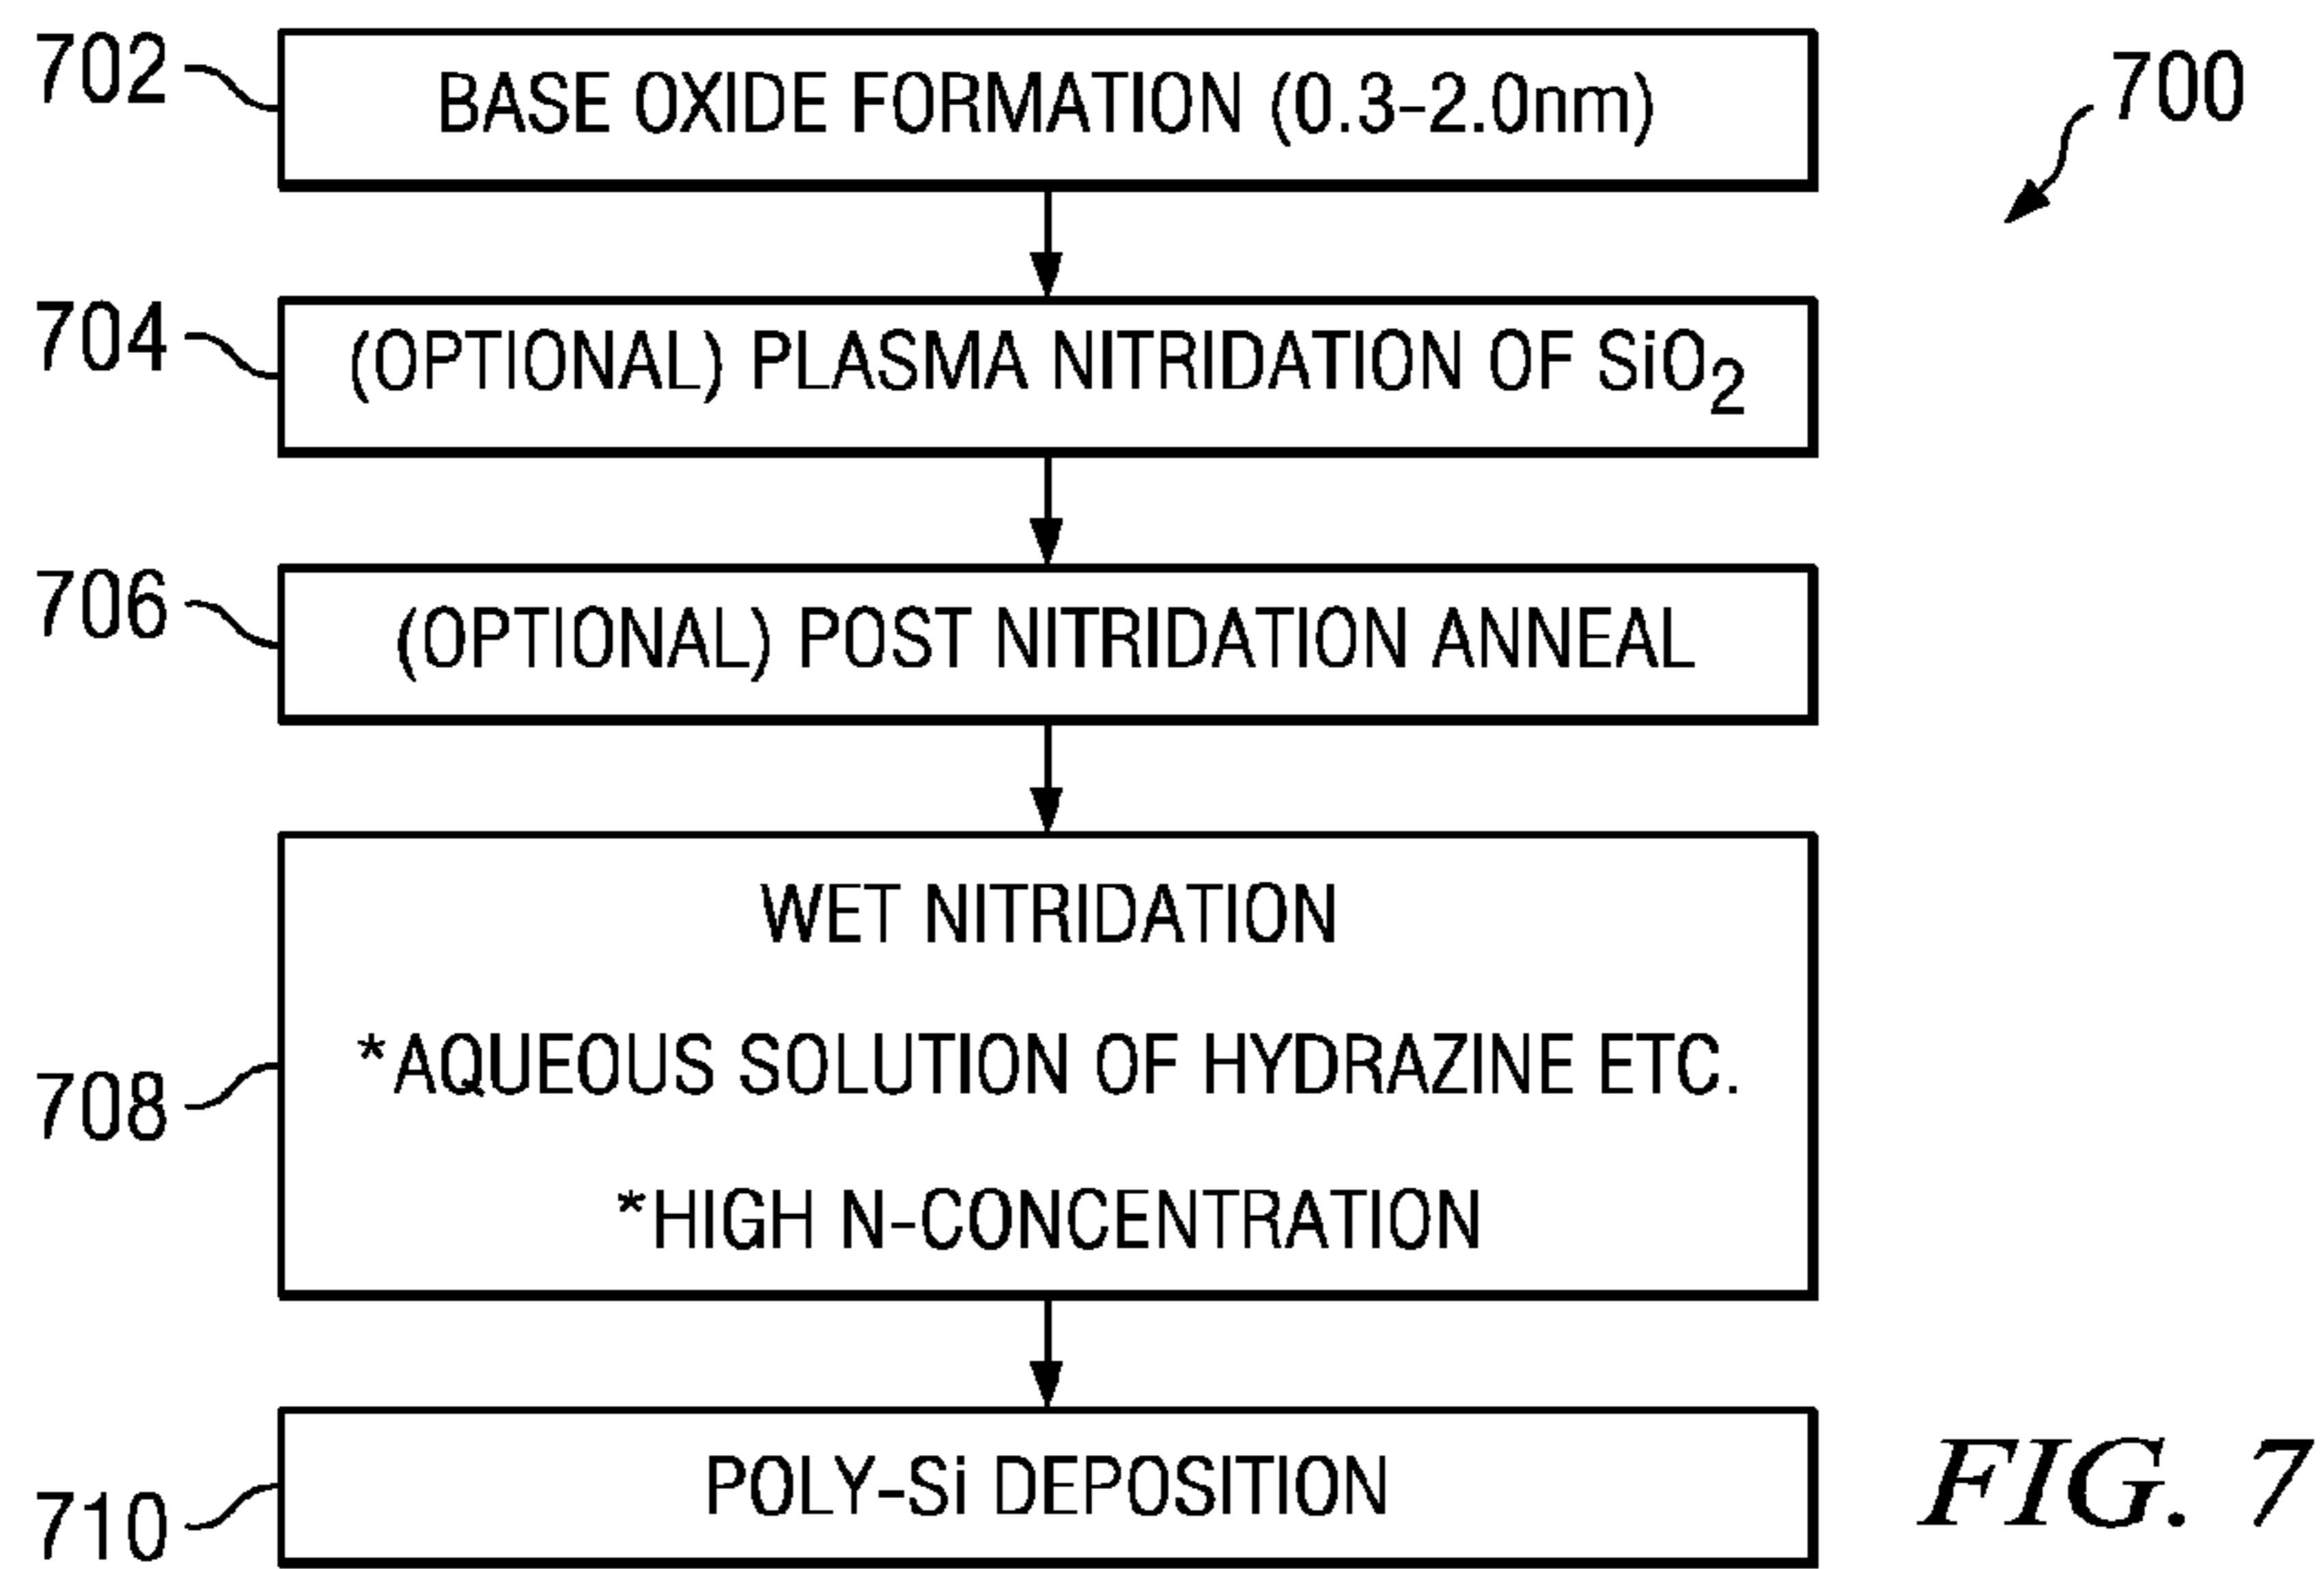 702
BASE OXIDE FORMATION (0.3-2.0nm)
700
704
(OPTIONAL) PLASMA NITRIDATION OF SiO2
706
(OPTIONAL) POST NITRIDATION ANNEAL
WET NITRIDATION
*AQUEOUS SOLUTION OF HYDRAZINE ETC.
708
*HIGH N-CONCENTRATION
POLY-Si DEPOSITION
710
FIG. 7